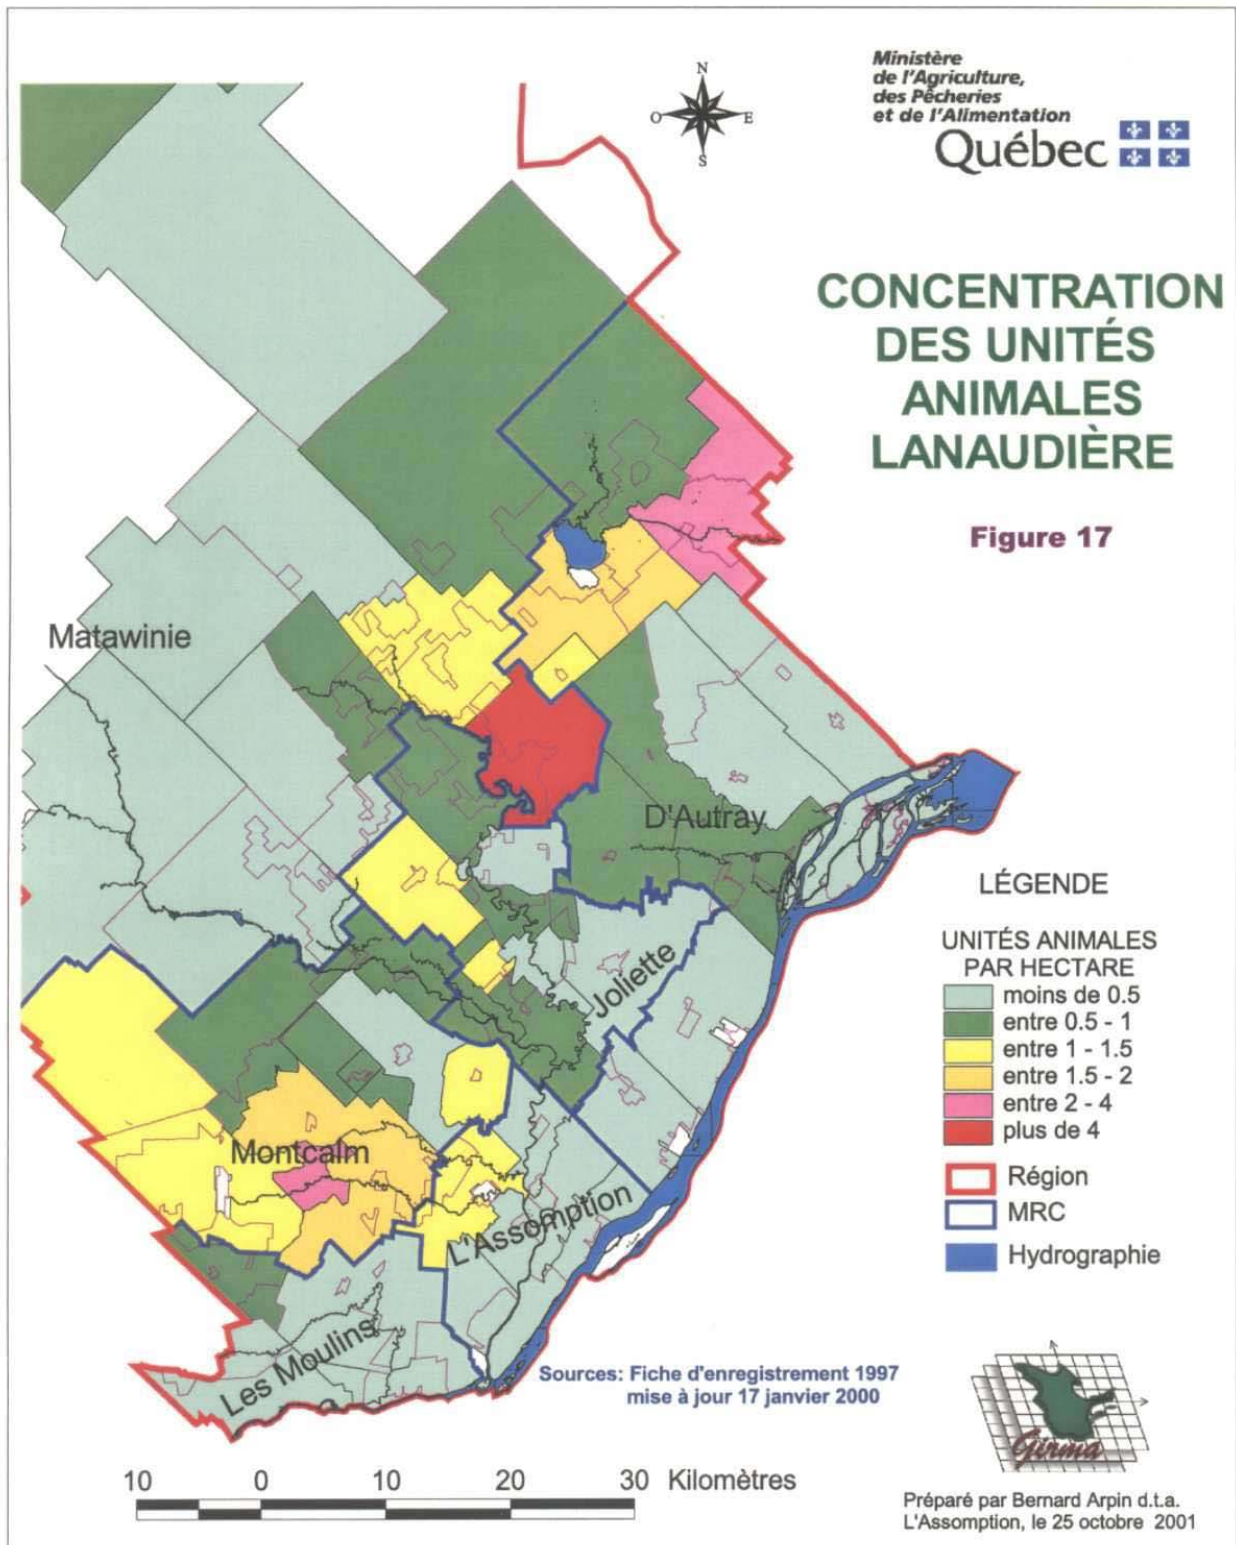 Ministère
de l'Agriculture,
des Pêcheries
et de l'Alimentation
Québec
N
O
E
S
CONCENTRATION
DES UNITÉS
ANIMALES
LANAUDIÈRE
Figure 17
Matawinie
D'Autray
Joliette
Montcalm
L'Assomption
Les Moulins
LÉGENDE
UNITÉS ANIMALES
PAR HECTARE
moins de 0.5
entre 0.5 - 1
entre 1 - 1.5
entre 1.5 - 2
entre 2 - 4
plus de 4
Région
MRC
Hydrographie
Sources: Fiche d'enregistrement 1997
mise à jour 17 janvier 2000
Girma
10 0 10 20 30 Kilomètres
Préparé par Bernard Arpin d.t.a.
L'Assomption, le 25 octobre 2001